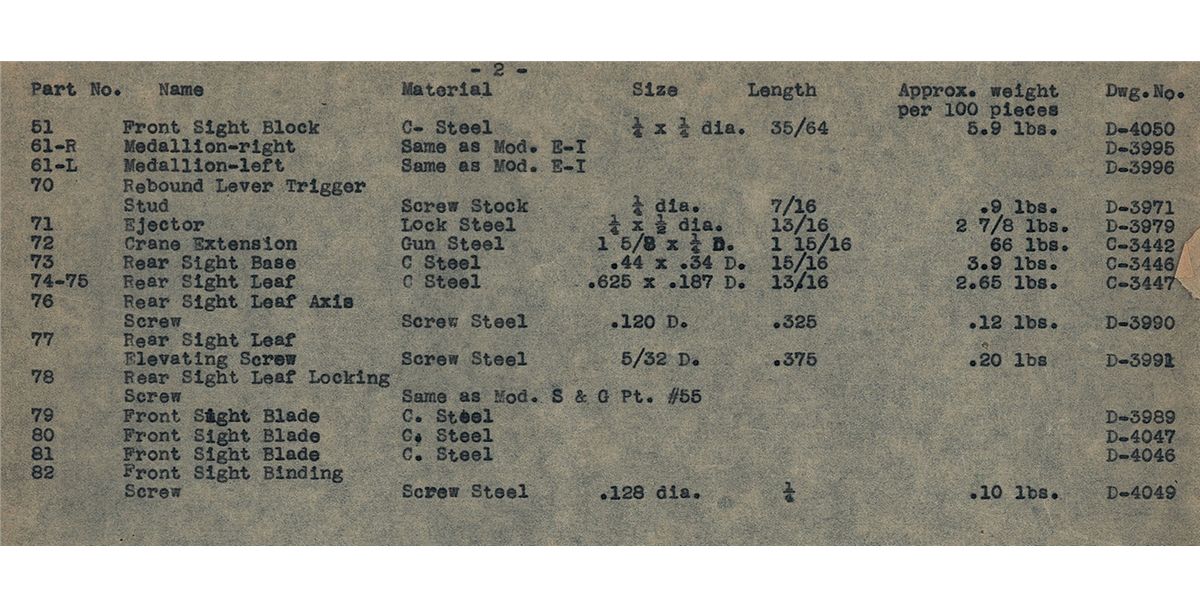 - 2 -
Part No. Name Material Size Length Approx. weight Dwg.No.
per 100 pieces
51 Front Sight Block C- Steel ¼ x ¼ dia. 35/64 5.9 lbs. D-4050
61-R Medallion-right Same as Mod. E-I D-3995
61-L Medallion-left Same as Mod. E-I D-3996
70 Rebound Lever Trigger
Stud Screw Stock ¼ dia. 7/16 .9 lbs. D-3971
71 Ejector Lock Steel ¼ x ½ dia. 13/16 2 7/8 lbs. D-3979
72 Crane Extension Gun Steel 1 5/8 x ¼ D. 1 15/16 66 lbs. C-3442
73 Rear Sight Base C Steel .44 x .34 D. 15/16 3.9 lbs. C-3446
74-75 Rear Sight Leaf C Steel .625 x .187 D. 13/16 2.65 lbs. C-3447
76 Rear Sight Leaf Axis
Screw Screw Steel .120 D. .325 .12 lbs. D-3990
77 Rear Sight Leaf
Elevating Screw Screw Steel 5/32 D. .375 .20 lbs D-3991
78 Rear Sight Leaf Locking
Screw Same as Mod. S & G Pt. #55
79 Front Sight Blade C. Steel D-3989
80 Front Sight Blade C. Steel D-4047
81 Front Sight Blade C. Steel D-4046
82 Front Sight Binding
Screw Screw Steel .128 dia. ¼ .10 lbs. D-4049